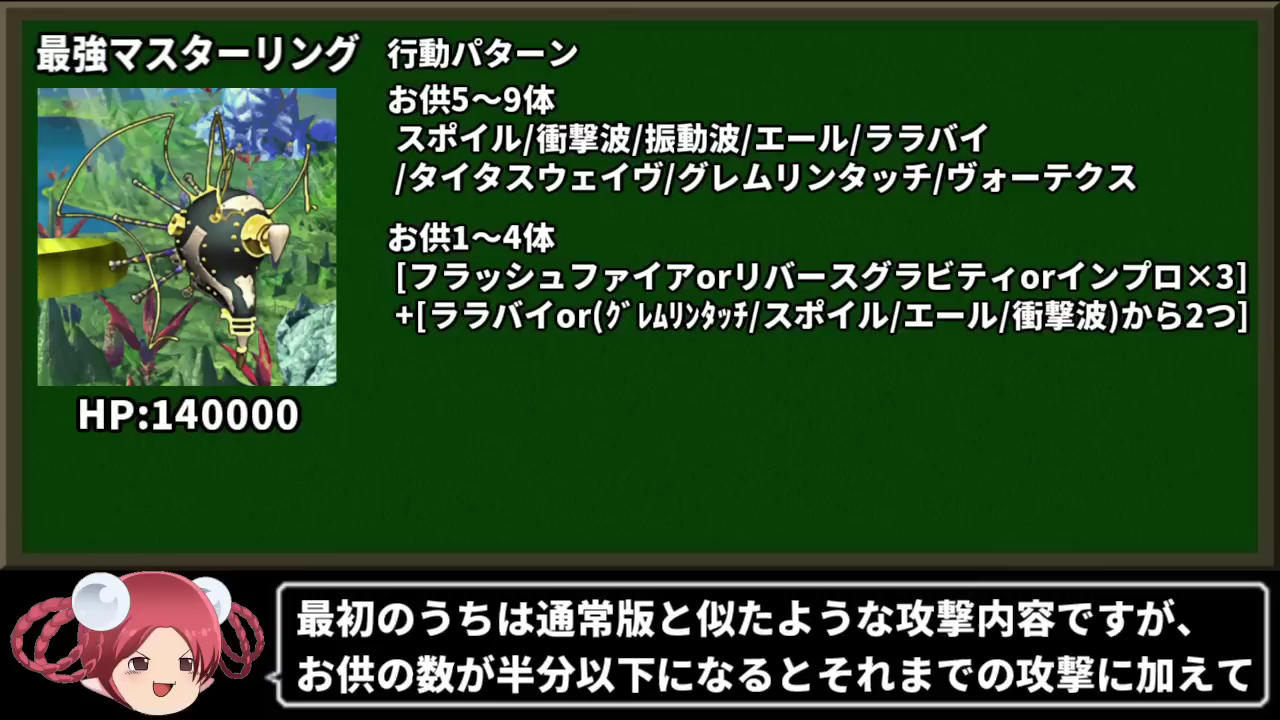 最強マスターリング
行動パターン
お供5～9体
スポイル/衝撃波/振動波/エール/ララバイ
/タイタスウェイヴ/グレムリンタッチ/ヴォーテクス
お供1～4体
[フラッシュファイアorリバースグラビティorインプロ×3]
+[ララバイor(ｸﾞﾚﾑﾘﾝﾀｯﾁ/スポイル/エール/衝撃波)から2つ]
HP:140000
最初のうちは通常版と似たような攻撃内容ですが、
お供の数が半分以下になるとそれまでの攻撃に加えて